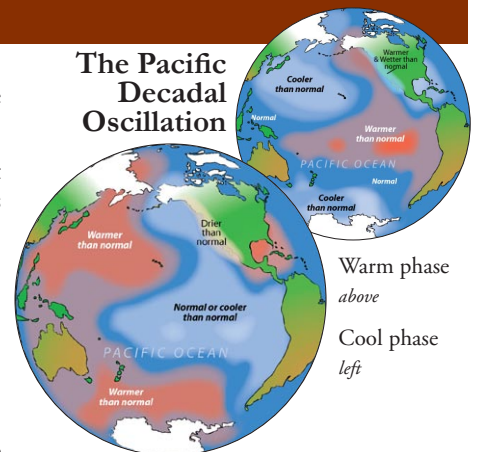 The Pacific
Decadal
Oscillation
Warmer
& Wetter than
normal
Cooler
than normal
Normal
Warmer
than normal
PACIFIC OCEAN
Normal
Cooler
than normal
Drier
than
normal
Warmer
than normal
Normal or cooler
than normal
PACIFIC OCEAN
Warmer
than normal
Warm phase
above
Cool phase
left